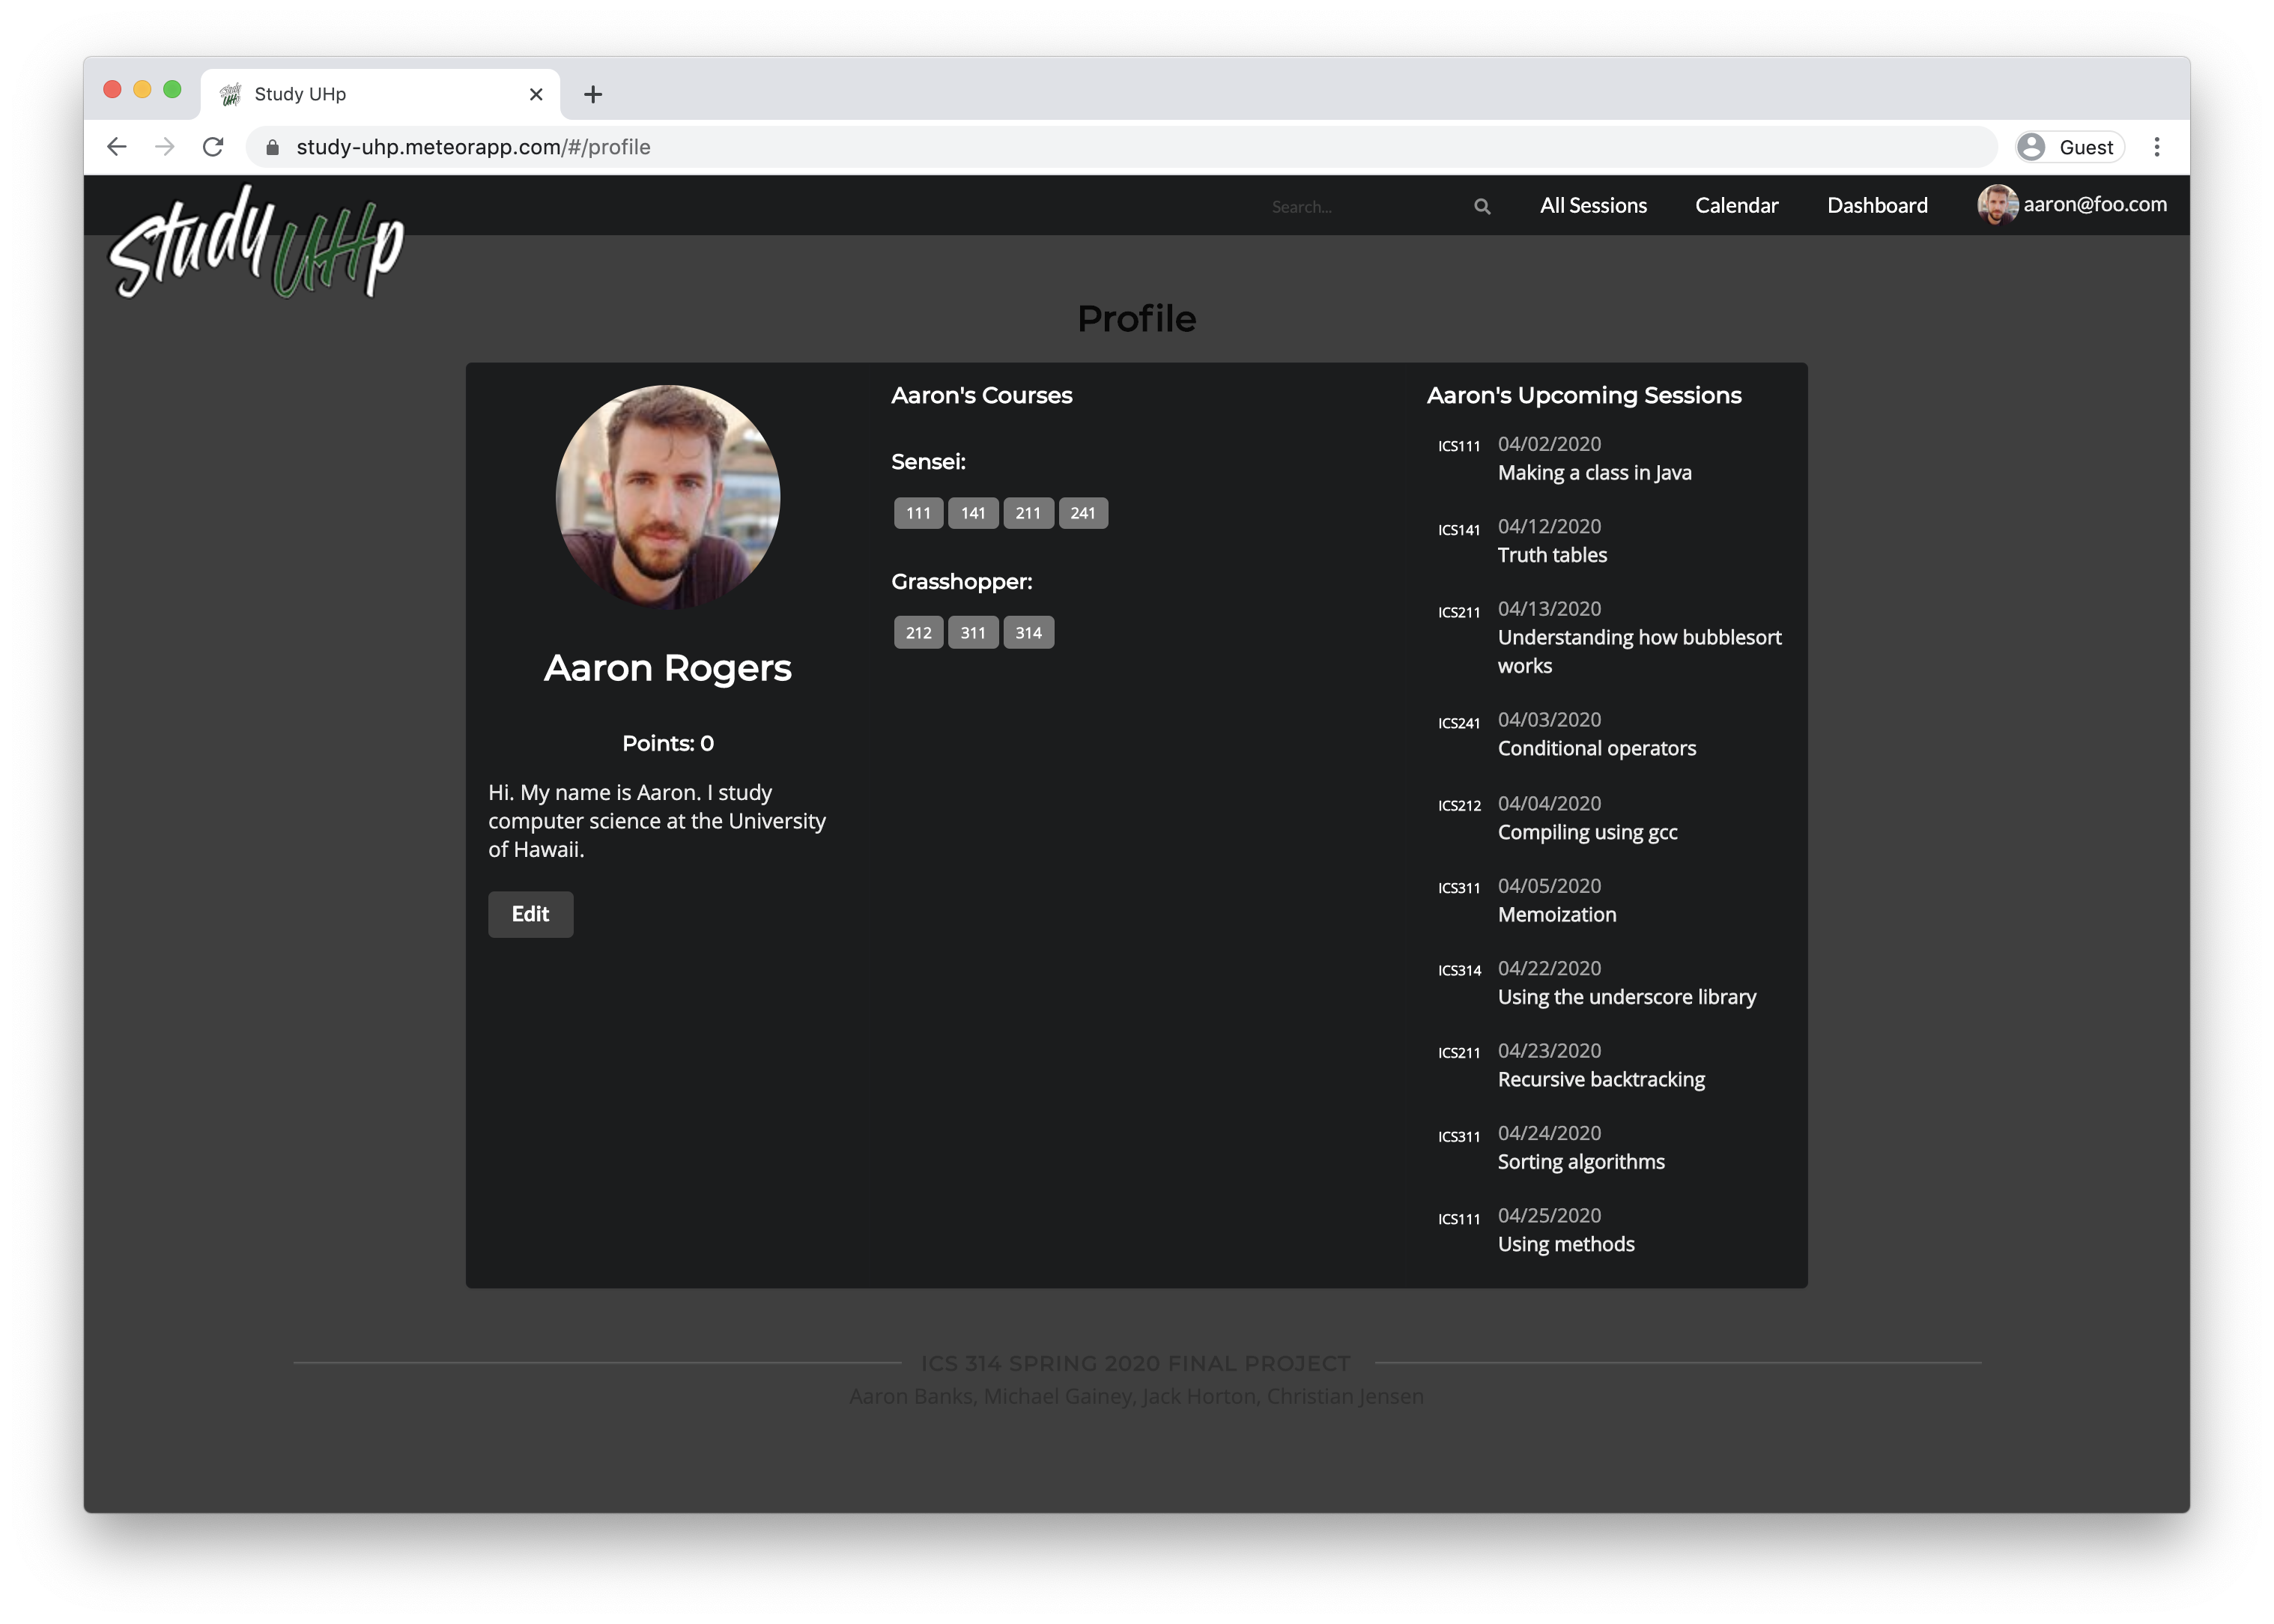 Study UHp
study-uhp.meteorapp.com/#/profile
Guest
Study UHp
Search...
All Sessions
Calendar
Dashboard
aaron@foo.com
Profile
Aaron Rogers
Points: 0
Hi. My name is Aaron. I study
computer science at the University
of Hawaii.
Edit
Aaron's Courses
Sensei:
111 141 211 241
Grasshopper:
212 311 314
Aaron's Upcoming Sessions
ICS111 04/02/2020
Making a class in Java
ICS141 04/12/2020
Truth tables
ICS211 04/13/2020
Understanding how bubblesort
works
ICS241 04/03/2020
Conditional operators
ICS212 04/04/2020
Compiling using gcc
ICS311 04/05/2020
Memoization
ICS314 04/22/2020
Using the underscore library
ICS211 04/23/2020
Recursive backtracking
ICS311 04/24/2020
Sorting algorithms
ICS111 04/25/2020
Using methods
ICS 314 SPRING 2020 FINAL PROJECT
Aaron Banks, Michael Gainey, Jack Horton, Christian Jensen